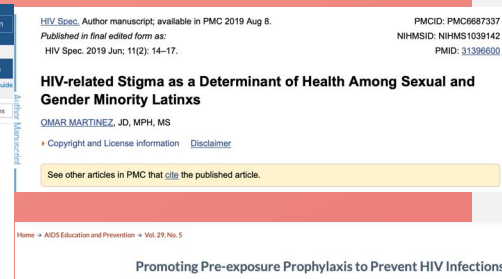 HIV Spec. Author manuscript; available in PMC 2019 Aug 8.
Published in final edited form as:
HIV Spec. 2019 Jun; 11(2): 14–17.
PMCID: PMC6687337
NIHMSID: NIHMS1039142
PMID: 31396600
HIV-related Stigma as a Determinant of Health Among Sexual and
Gender Minority Latinxs
OMAR MARTINEZ, JD, MPH, MS
Copyright and License information Disclaimer
See other articles in PMC that cite the published article.
Author Manuscript
Home → AIDS Education and Prevention → Vol. 29, No. 5
Promoting Pre-exposure Prophylaxis to Prevent HIV Infections